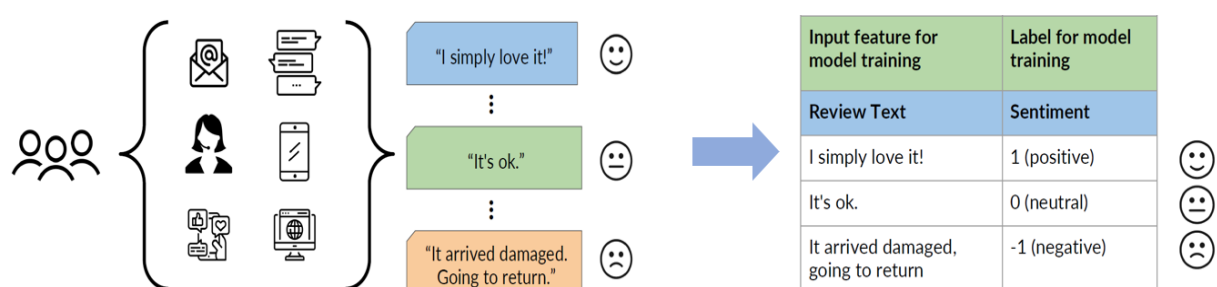 “I simply love it!”
“It's ok.”
“It arrived damaged.
Going to return.”
Input feature for
model training
Label for model
training
Review Text
Sentiment
I simply love it!
1 (positive)
It's ok.
0 (neutral)
It arrived damaged,
going to return
-1 (negative)